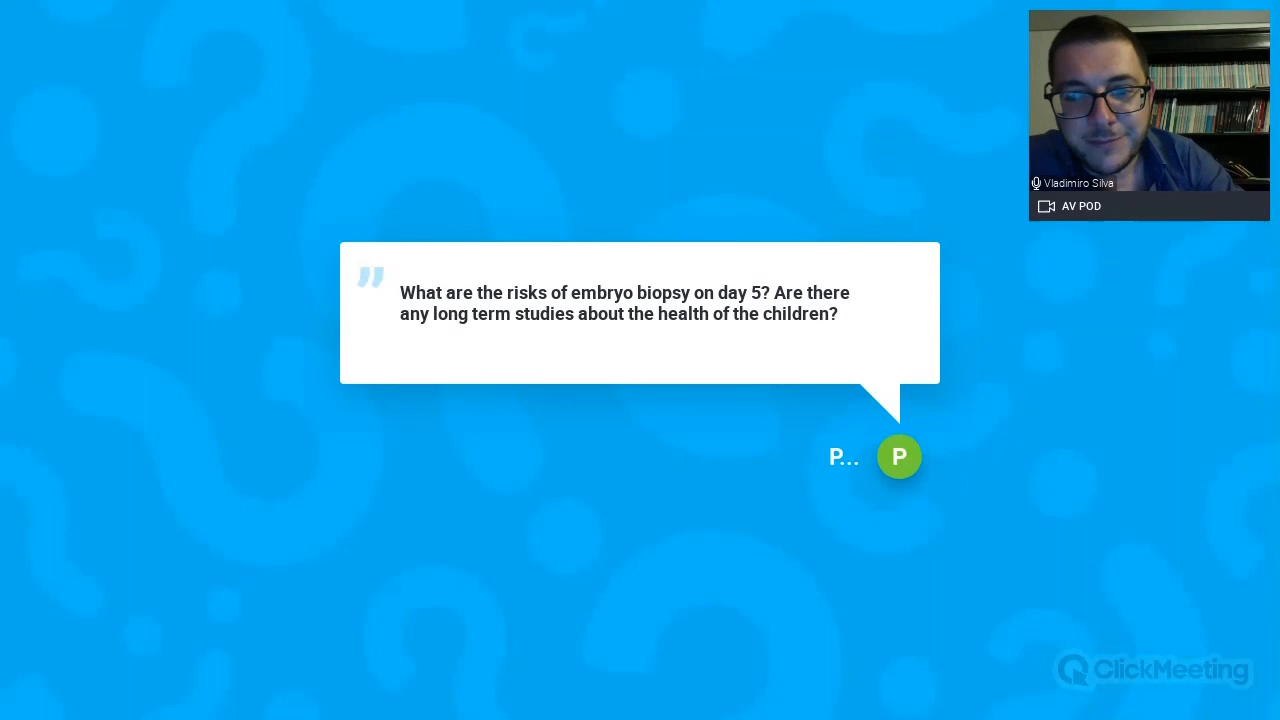 Vladimiro Silva
AV POD
” What are the risks of embryo biopsy on day 5? Are there
any long term studies about the health of the children?
P... P
ClickMeeting